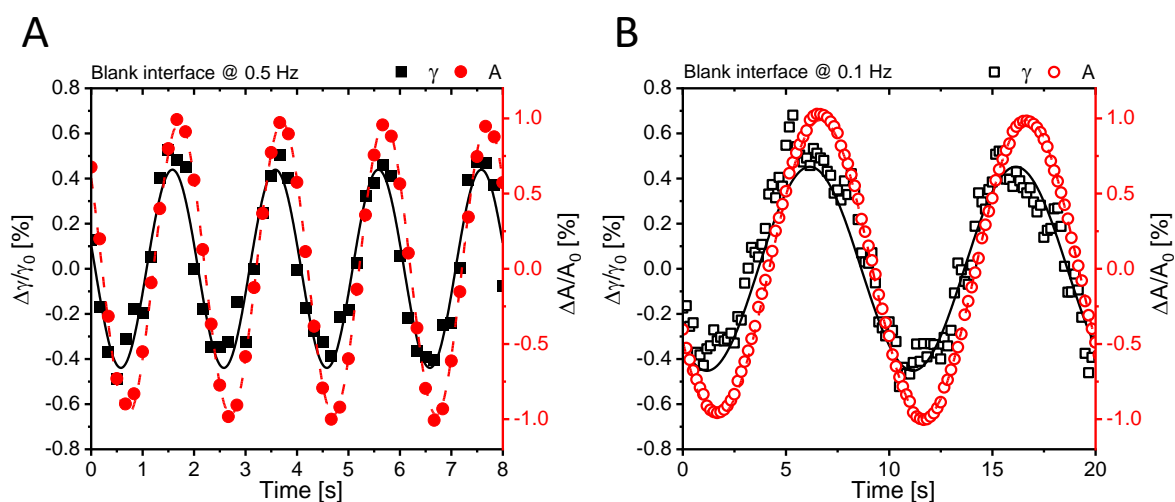 A
Blank interface @ 0.5 Hz
γ
A
0.8
0.6
0.4
0.2
0.0
-0.2
-0.4
-0.6
-0.8
Δγ/γ0 [%]
1.0
0.5
0.0
-0.5
-1.0
ΔA/A0 [%]
0 1 2 3 4 5 6 7 8
Time [s]
B
Blank interface @ 0.1 Hz
γ
A
0.8
0.6
0.4
0.2
0.0
-0.2
-0.4
-0.6
-0.8
Δγ/γ0 [%]
1.0
0.5
0.0
-0.5
-1.0
ΔA/A0 [%]
0 5 10 15 20
Time [s]